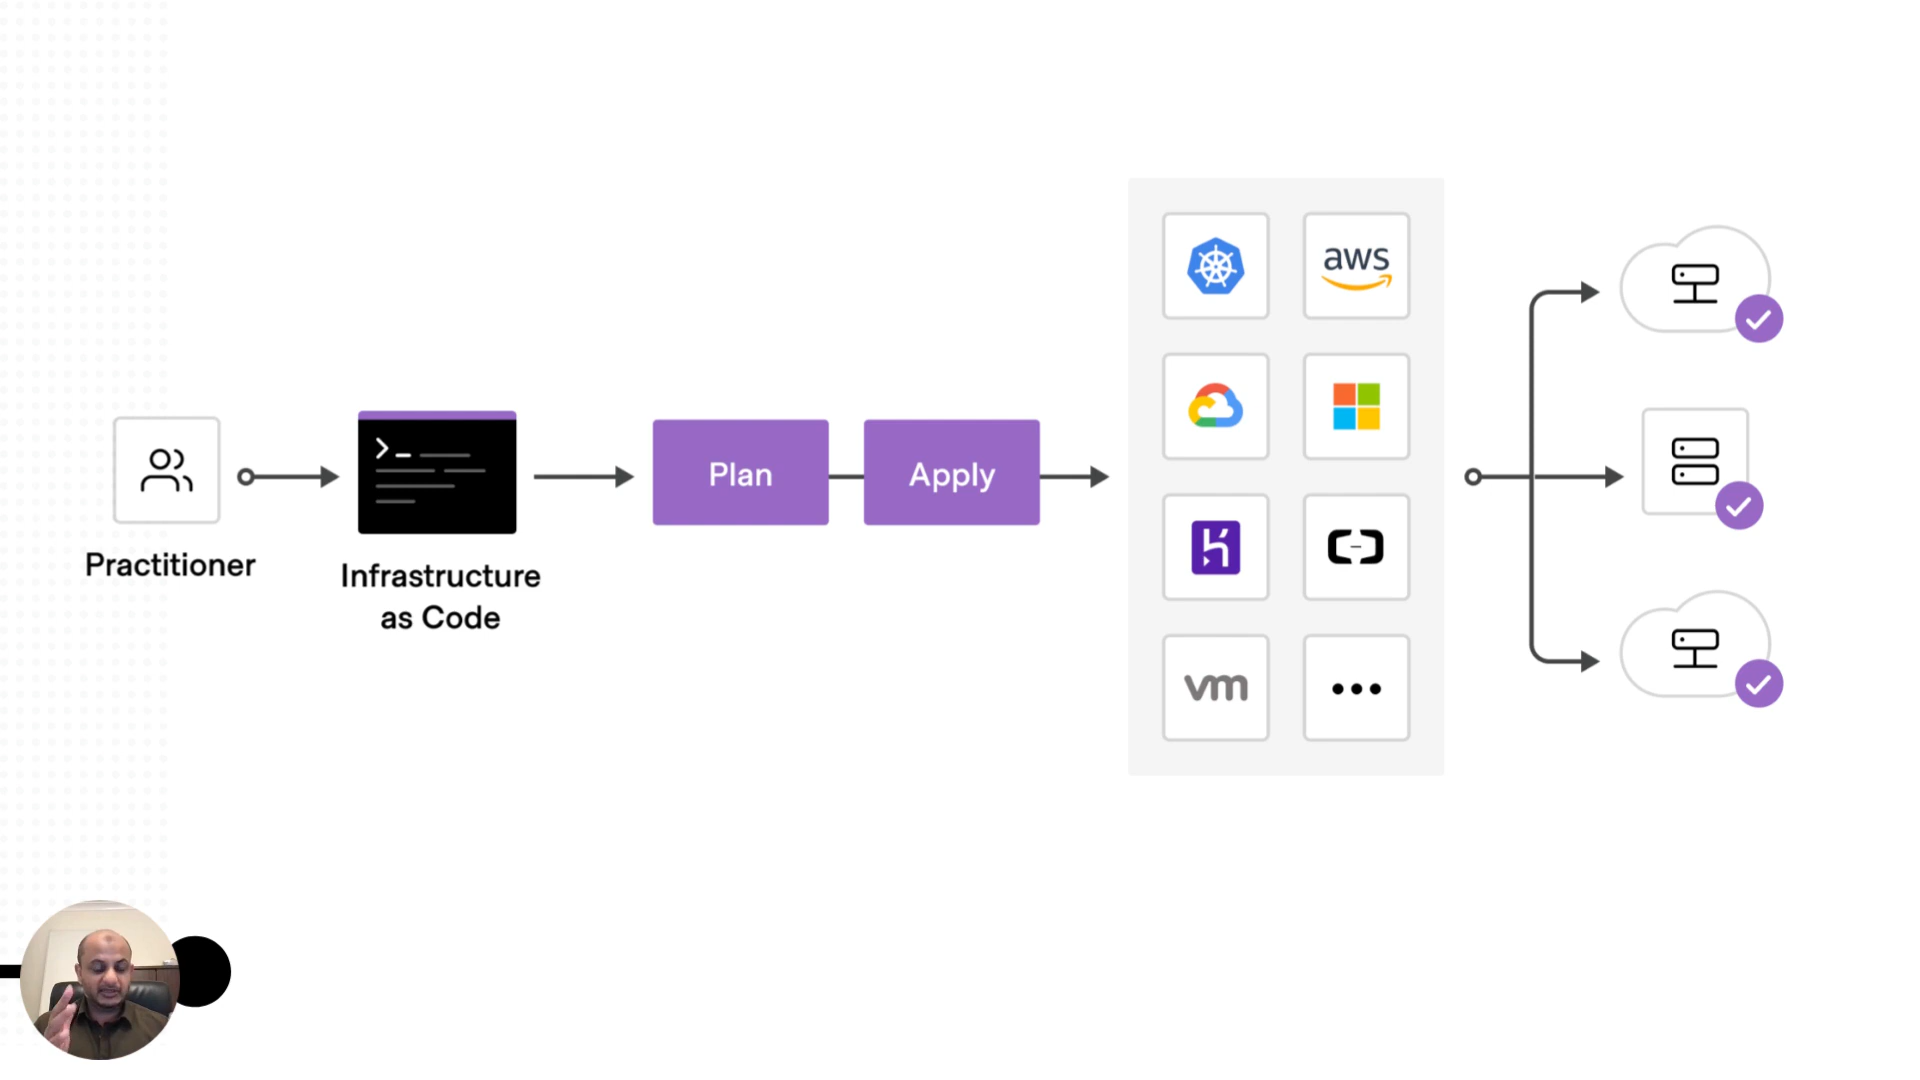 Practitioner
Infrastructure
as Code
Plan
Apply
aws
vm